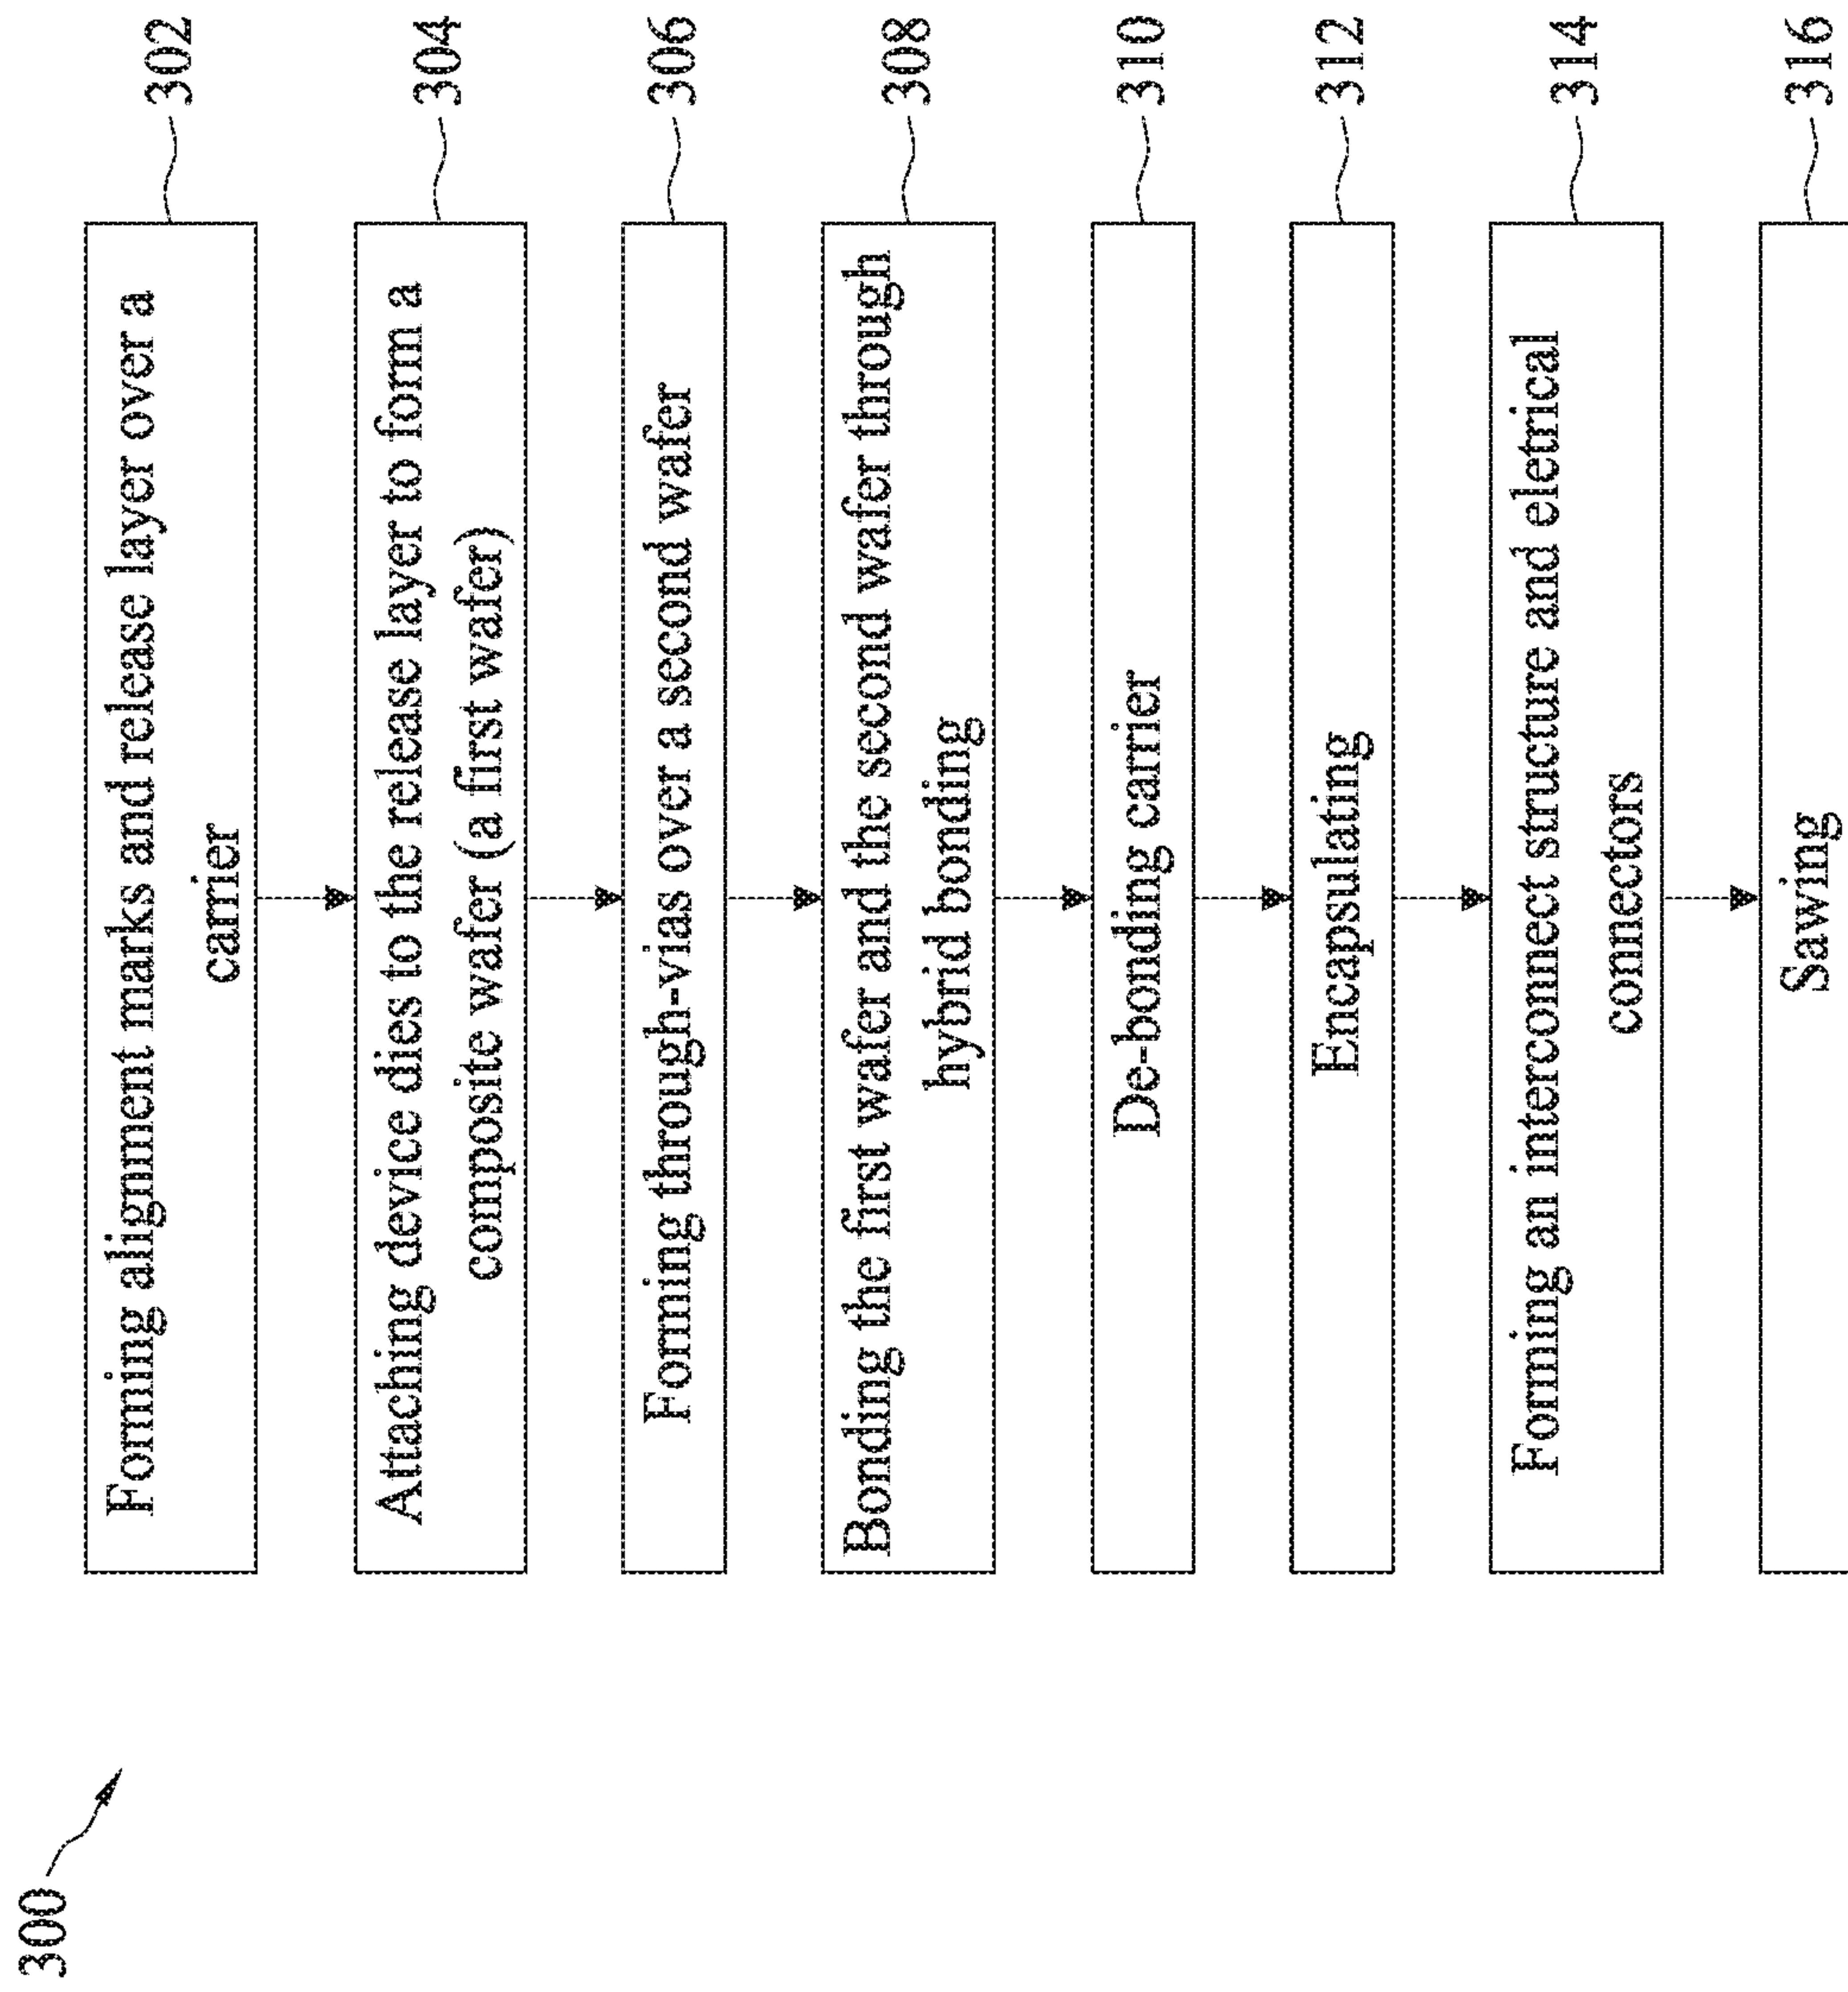 300
Forming alignment marks and release layer over a
carrier
302
Attaching device dies to the release layer to form a
composite wafer (a first wafer)
304
Forming through-vias over a second wafer
306
Bonding the first wafer and the second wafer through
hybrid bonding
308
De-bonding carrier
310
Encapsulating
312
Forming an interconnect structure and eletrical
connectors
314
Sawing
316